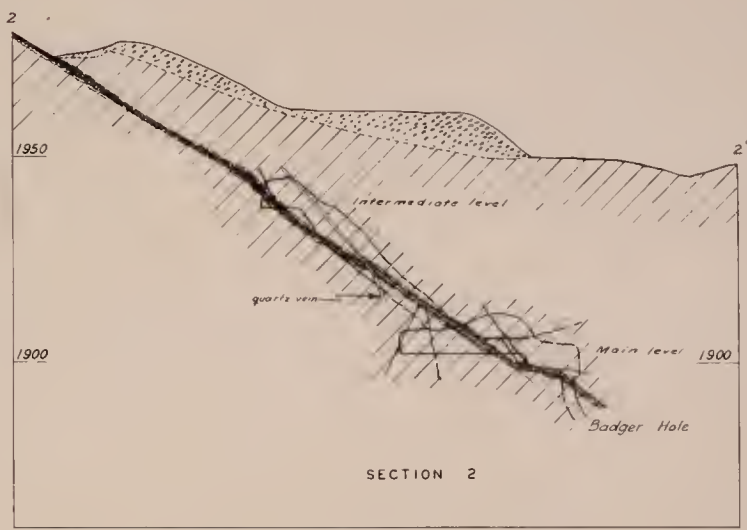 2
2'
1950
Intermediate level
quartz vein
Main level
1900
1900
Badger Hole
SECTION 2